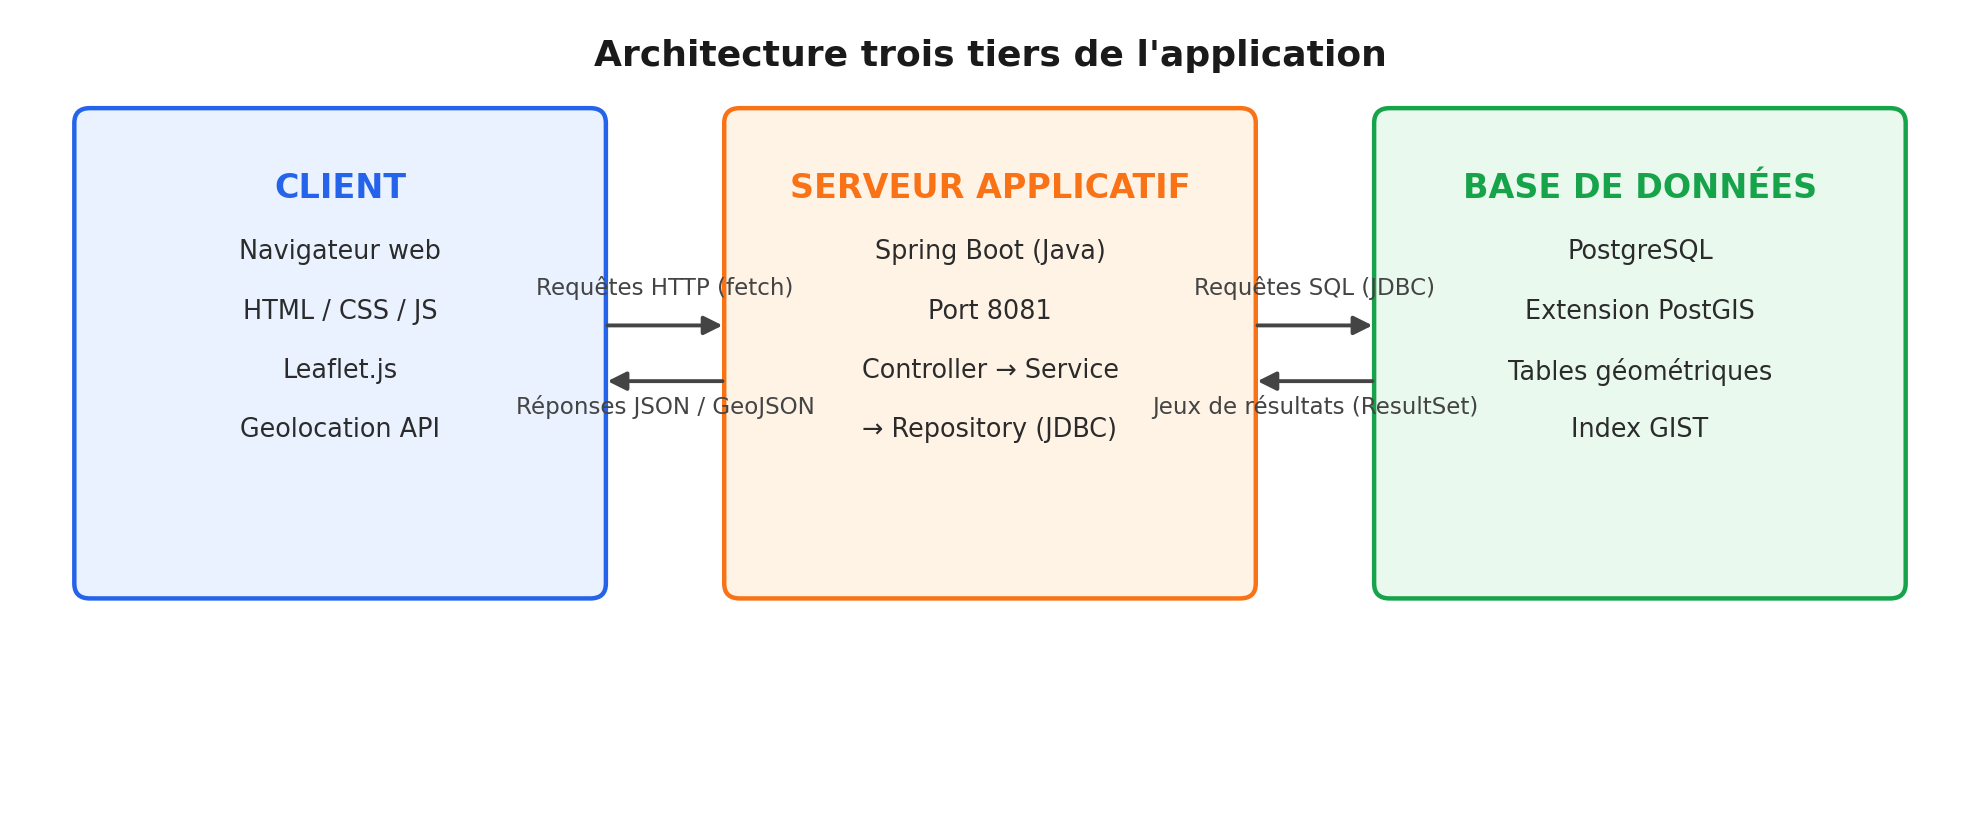 Architecture trois tiers de l'application
CLIENT
Navigateur web
HTML / CSS / JS
Leaflet.js
Geolocation API
Requêtes HTTP (fetch)
Réponses JSON / GeoJSON
SERVEUR APPLICATIF
Spring Boot (Java)
Port 8081
Controller → Service
→ Repository (JDBC)
Requêtes SQL (JDBC)
Jeux de résultats (ResultSet)
BASE DE DONNÉES
PostgreSQL
Extension PostGIS
Tables géométriques
Index GIST